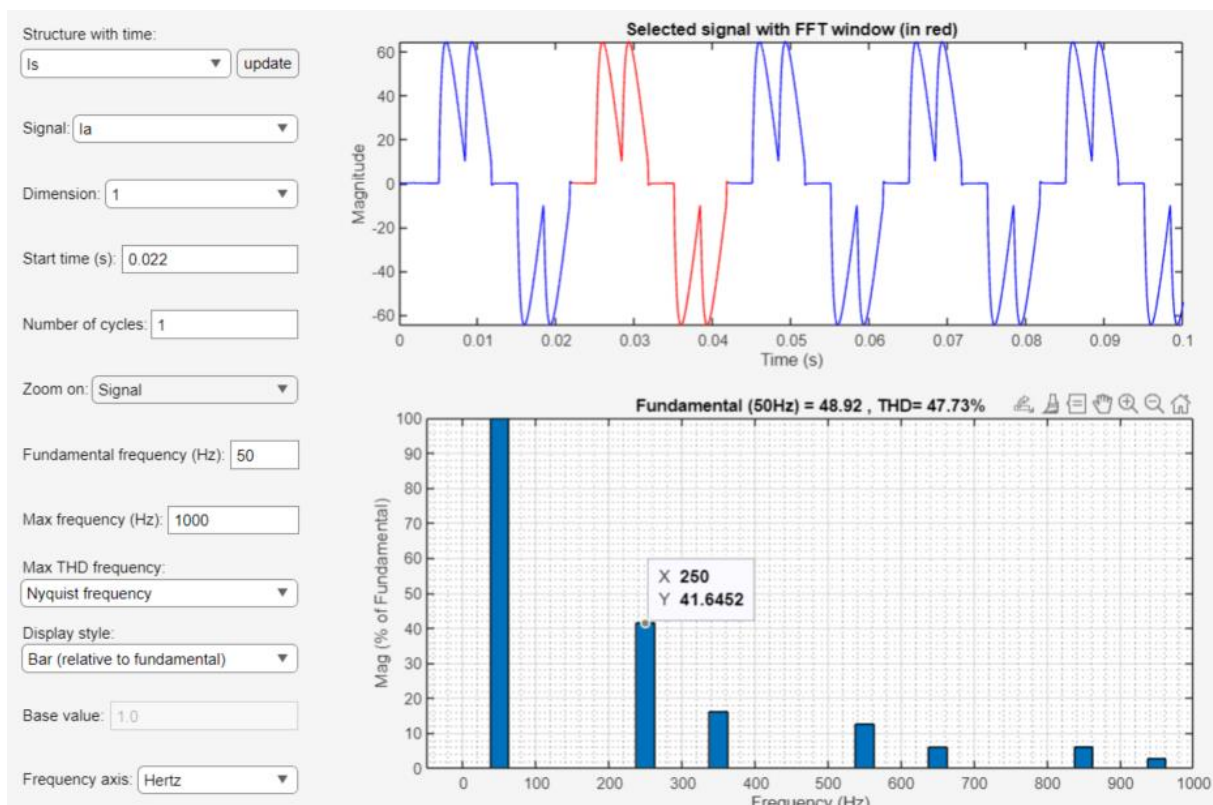 Structure with time:
Is
update
Signal: Ia
Dimension: 1
Start time (s): 0.022
Number of cycles: 1
Zoom on: Signal
Fundamental frequency (Hz): 50
Max frequency (Hz): 1000
Max THD frequency:
Nyquist frequency
Display style:
Bar (relative to fundamental)
Base value: 1.0
Frequency axis: Hertz
Selected signal with FFT window (in red)
60
40
20
0
-20
-40
-60
Magnitude
0 0.01 0.02 0.03 0.04 0.05 0.06 0.07 0.08 0.09 0.1
Time (s)
Fundamental (50Hz) = 48.92 , THD= 47.73%
100
90
80
70
60
50
40
30
20
10
0
Mag (% of Fundamental)
X 250
Y 41.6452
0 100 200 300 400 500 600 700 800 900 1000
Frequency (Hz)